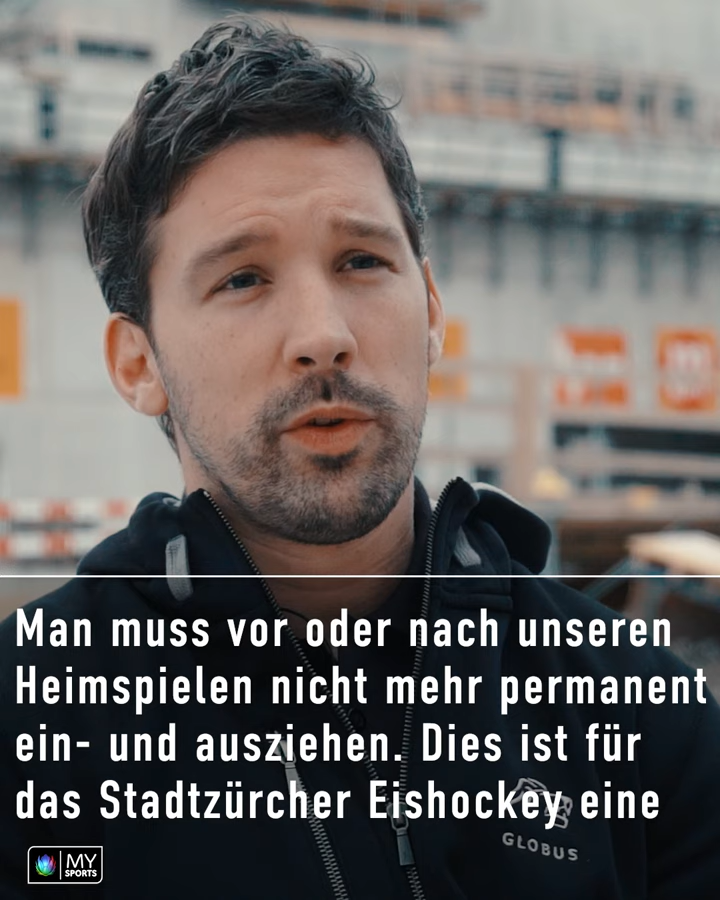 Man muss vor oder nach unseren
Heimspielen nicht mehr permanent
ein- und ausziehen. Dies ist für
das Stadtzürcher Eishockey eine
GLOBUS
MY
SPORTS